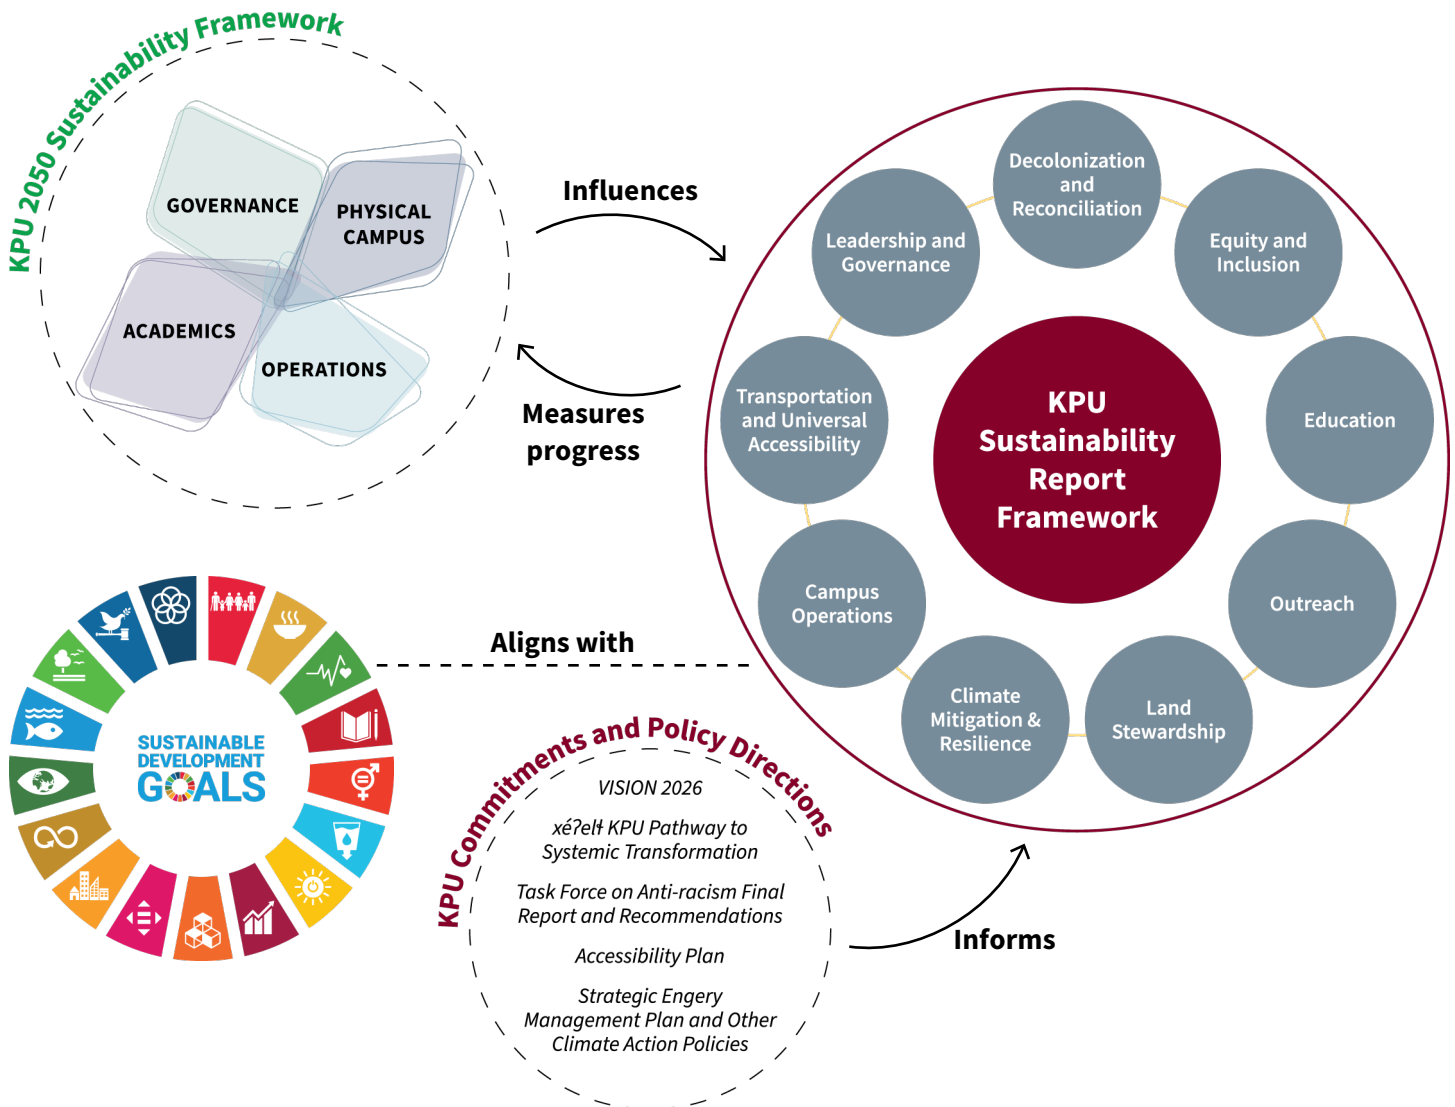 KPU 2050 Sustainability Framework
GOVERNANCE
PHYSICAL
CAMPUS
ACADEMICS
OPERATIONS
Influences
Measures
progress
Decolonization
and
Reconciliation
Equity and
Inclusion
Education
Outreach
Land
Stewardship
Climate
Mitigation &
Resilience
Campus
Operations
Transportation
and Universal
Accessibility
Leadership and
Governance
KPU
Sustainability
Report
Framework
Aligns with
SUSTAINABLE
DEVELOPMENT
GOALS
KPU Commitments and Policy Directions
VISION 2026
xéʔelɫ KPU Pathway to
Systemic Transformation
Task Force on Anti-racism Final
Report and Recommendations
Accessibility Plan
Strategic Engery
Management Plan and Other
Climate Action Policies
Informs